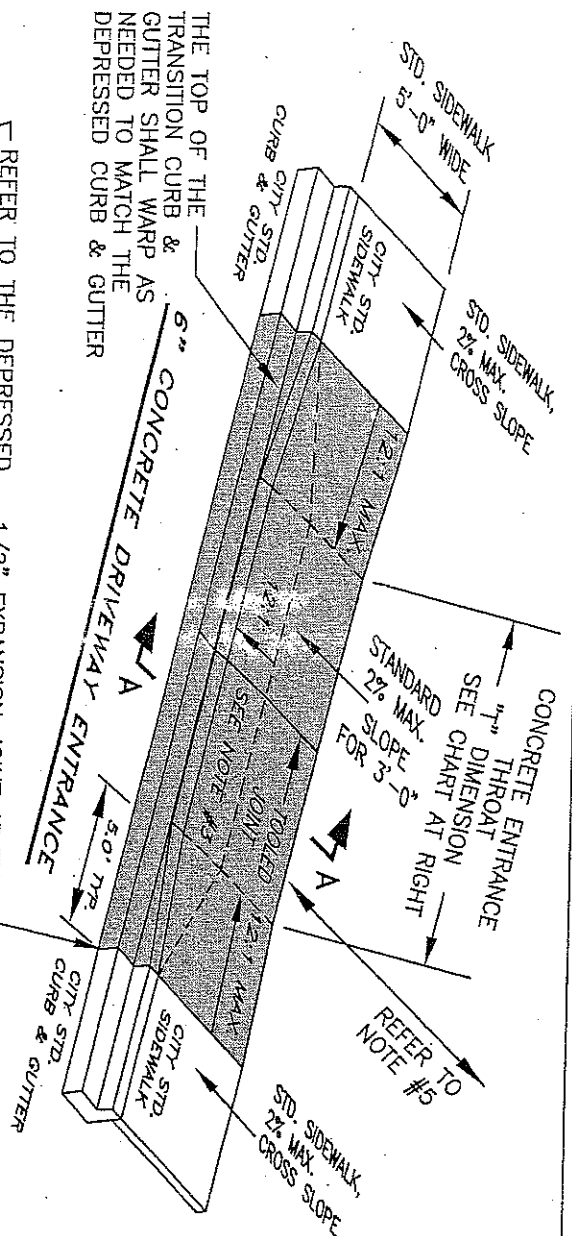 CONCRETE ENTRANCE
"T" THROAT
DIMENSION
SEE CHART AT RIGHT
REFER TO
NOTE #5
STD. SIDEWALK
5'-0" WIDE
STD. SIDEWALK,
2% MAX.
CROSS SLOPE
STANDARD
2% MAX.
SLOPE
FOR 3'-0"
A
STD. SIDEWALK,
2% MAX.
CROSS SLOPE
CITY STD.
SIDEWALK
12:1 MAX.
12:1
TOOLED
JOINT
SEE NOTE #3
12:1 MAX.
CITY STD.
SIDEWALK
CITY STD.
CURB & GUTTER
CITY STD.
CURB & GUTTER
5.0' TYP.
A
THE TOP OF THE
TRANSITION CURB &
GUTTER SHALL WARP AS
NEEDED TO MATCH THE
DEPRESSED CURB & GUTTER
6" CONCRETE DRIVEWAY ENTRANCE
REFER TO THE DEPRESSED
1/2" EXPANSION JOINT